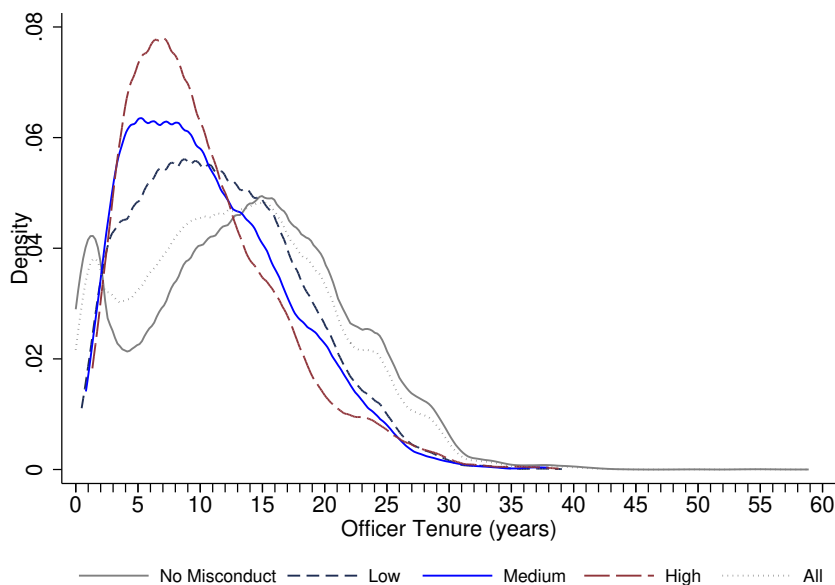 .08
.06
.04
.02
0
Density
0 5 10 15 20 25 30 35 40 45 50 55 60
Officer Tenure (years)
No Misconduct Low Medium High All